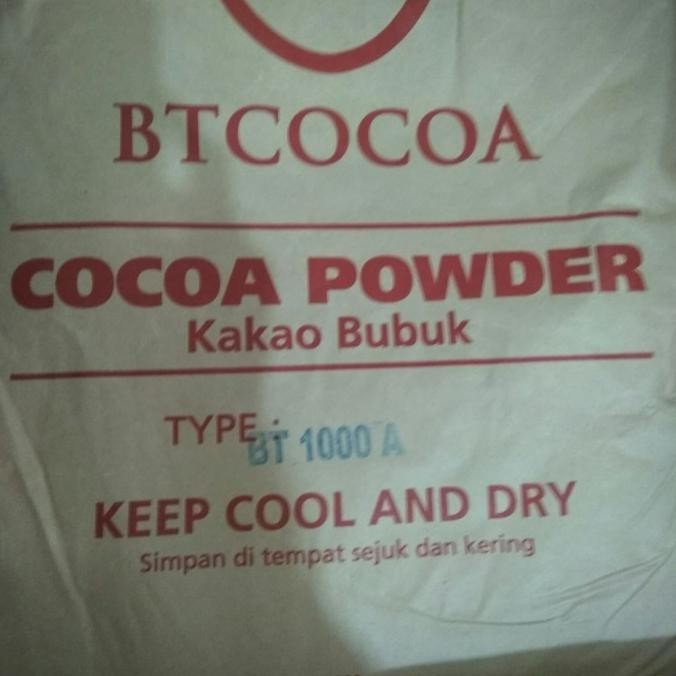 BTCOCOA
COCOA POWDER
Kakao Bubuk
TYPE : BT 1000 A
KEEP COOL AND DRY
Simpan di tempat sejuk dan kering